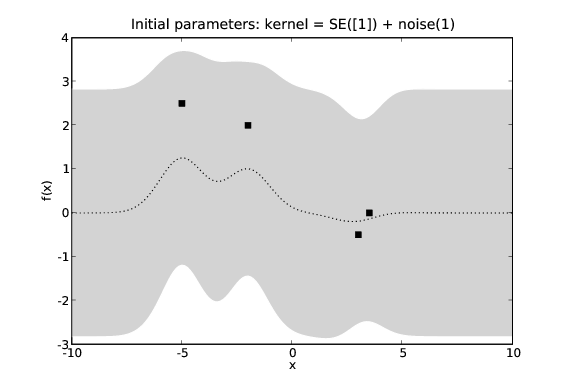 Initial parameters: kernel = SE([1]) + noise(1)
4
3
2
1
0
-1
-2
-3
f(x)
-10 -5 0 5 10
x